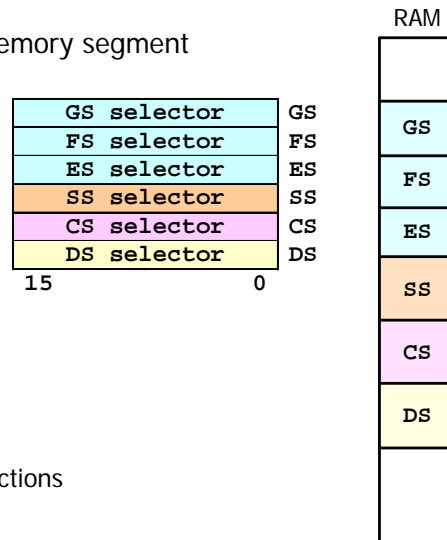 RAM
emory segment
GS selector GS
FS selector FS
ES selector ES
SS selector SS
CS selector CS
DS selector DS
15 0
GS
FS
ES
SS
CS
DS
ctions